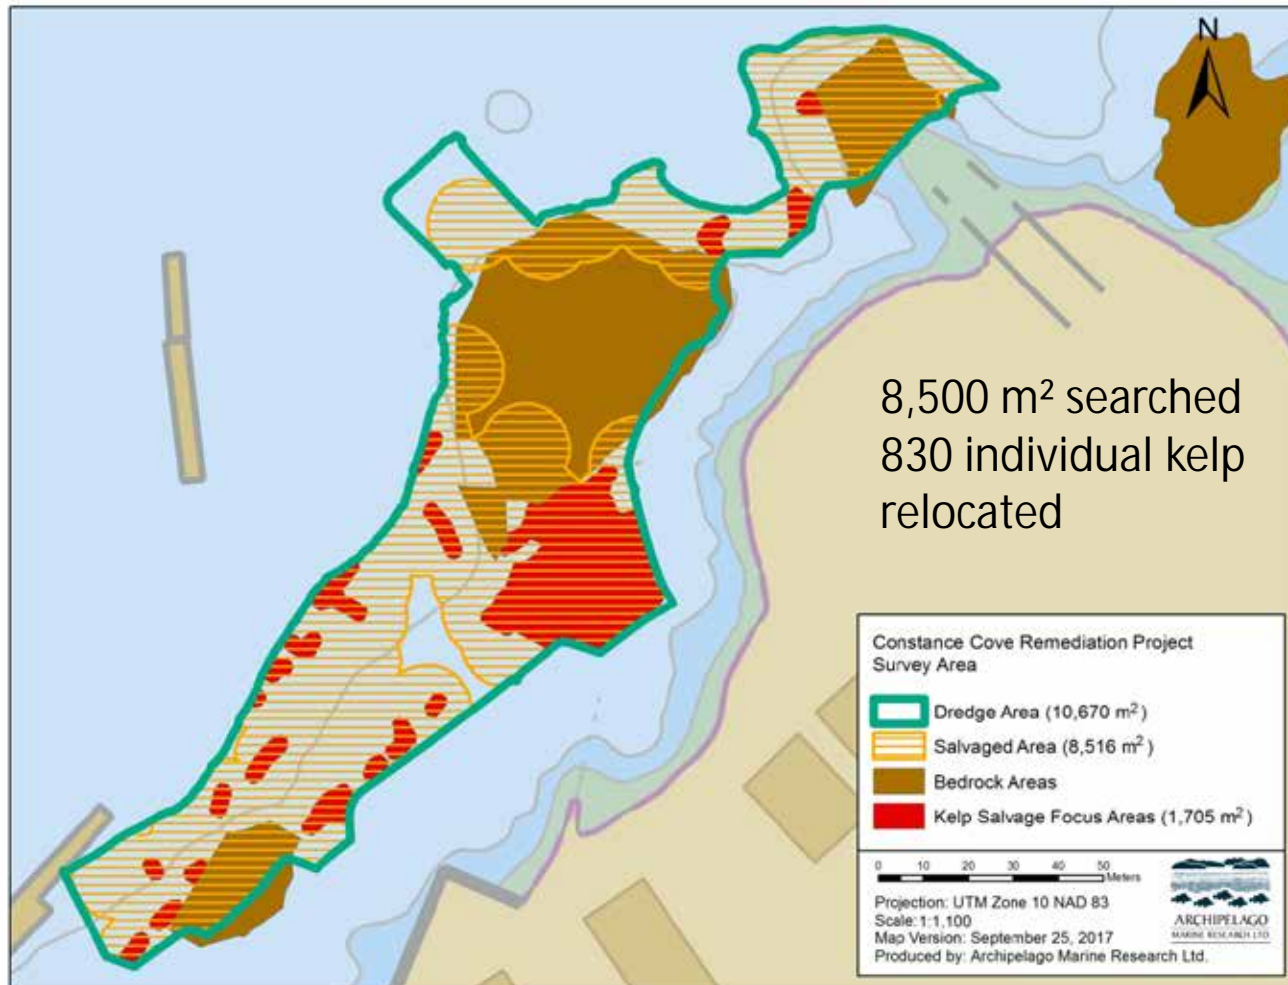 N
8,500 m² searched
830 individual kelp
relocated
Constance Cove Remediation Project
Survey Area
Dredge Area (10,670 m²)
Salvaged Area (8,516 m²)
Bedrock Areas
Kelp Salvage Focus Areas (1,705 m²)
0 10 20 30 40 50
Meters
Projection: UTM Zone 10 NAD 83
Scale:1:1,100
Map Version: September 25, 2017
Produced by: Archipelago Marine Research Ltd.
ARCHIPELAGO
MARINE RESEARCH LTD.